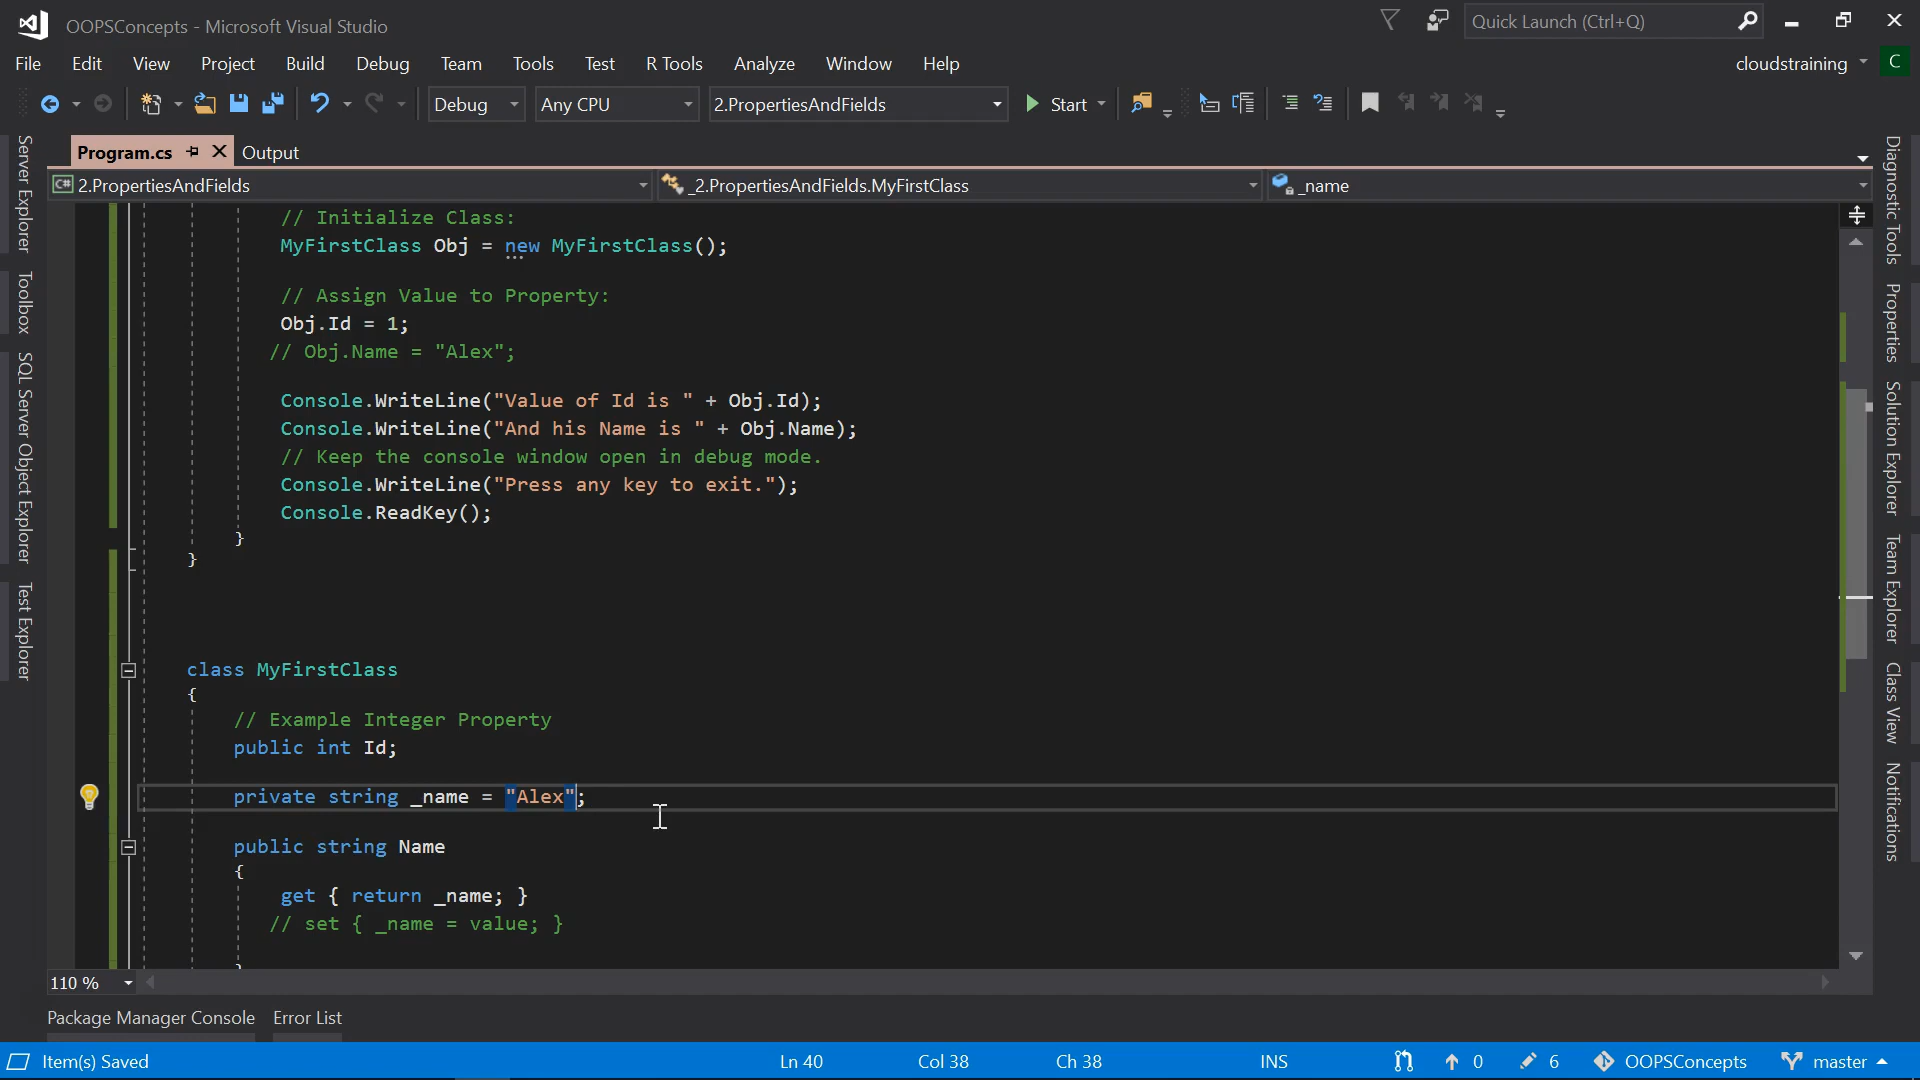 OOPSConcepts - Microsoft Visual Studio
Quick Launch (Ctrl+Q)
File Edit View Project Build Debug Team Tools Test R Tools Analyze Window Help
cloudstraining C
Debug Any CPU 2.PropertiesAndFields Start
Program.cs Output
C# 2.PropertiesAndFields _2.PropertiesAndFields.MyFirstClass _name
// Initialize Class:
MyFirstClass Obj = new MyFirstClass();
// Assign Value to Property:
Obj.Id = 1;
// Obj.Name = "Alex";
Console.WriteLine("Value of Id is " + Obj.Id);
Console.WriteLine("And his Name is " + Obj.Name);
// Keep the console window open in debug mode.
Console.WriteLine("Press any key to exit.");
Console.ReadKey();
}
}
class MyFirstClass
{
// Example Integer Property
public int Id;
private string _name = "Alex";
public string Name
{
get { return _name; }
// set { _name = value; }
}
110 %
Server Explorer
Toolbox
SQL Server Object Explorer
Test Explorer
Diagnostic Tools
Properties
Solution Explorer
Team Explorer
Class View
Notifications
Package Manager Console Error List
Item(s) Saved Ln 40 Col 38 Ch 38 INS 0 6 OOPSConcepts master